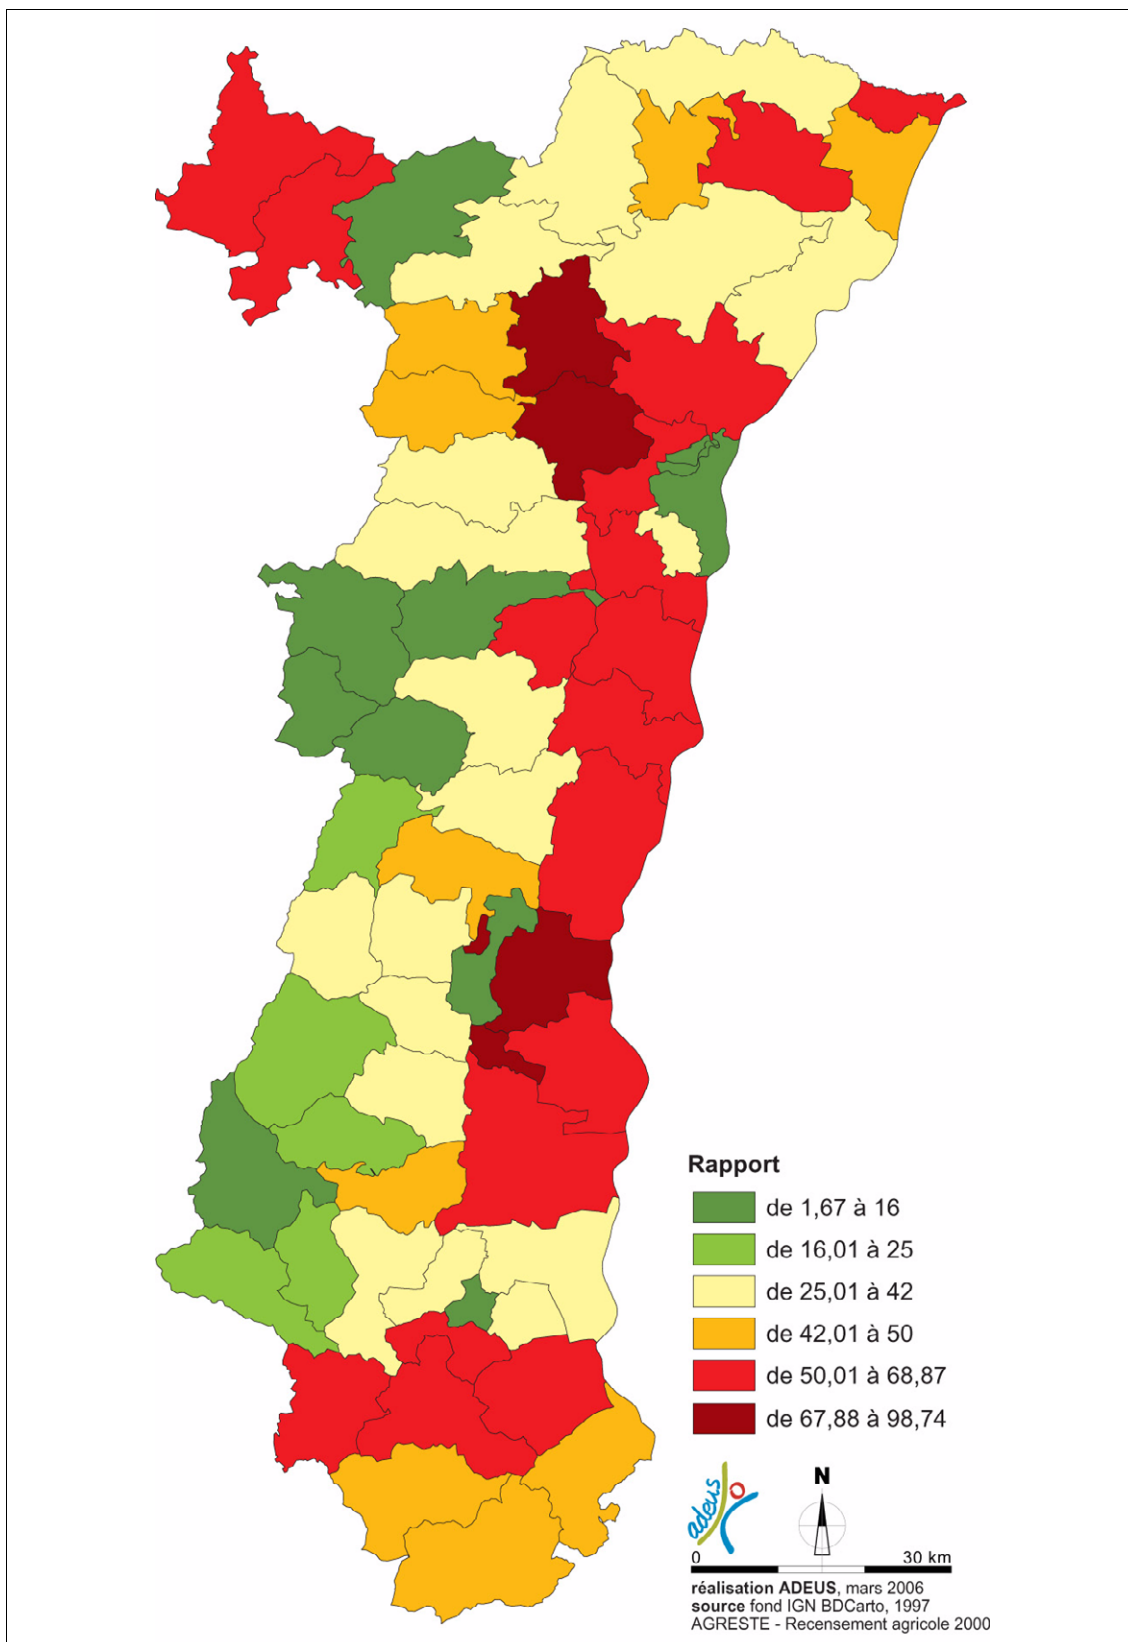 Rapport
de 1,67 à 16
de 16,01 à 25
de 25,01 à 42
de 42,01 à 50
de 50,01 à 68,87
de 67,88 à 98,74
adeus
N
0 30 km
réalisation ADEUS, mars 2006
source fond IGN BDCarto, 1997
AGRESTE - Recensement agricole 2000